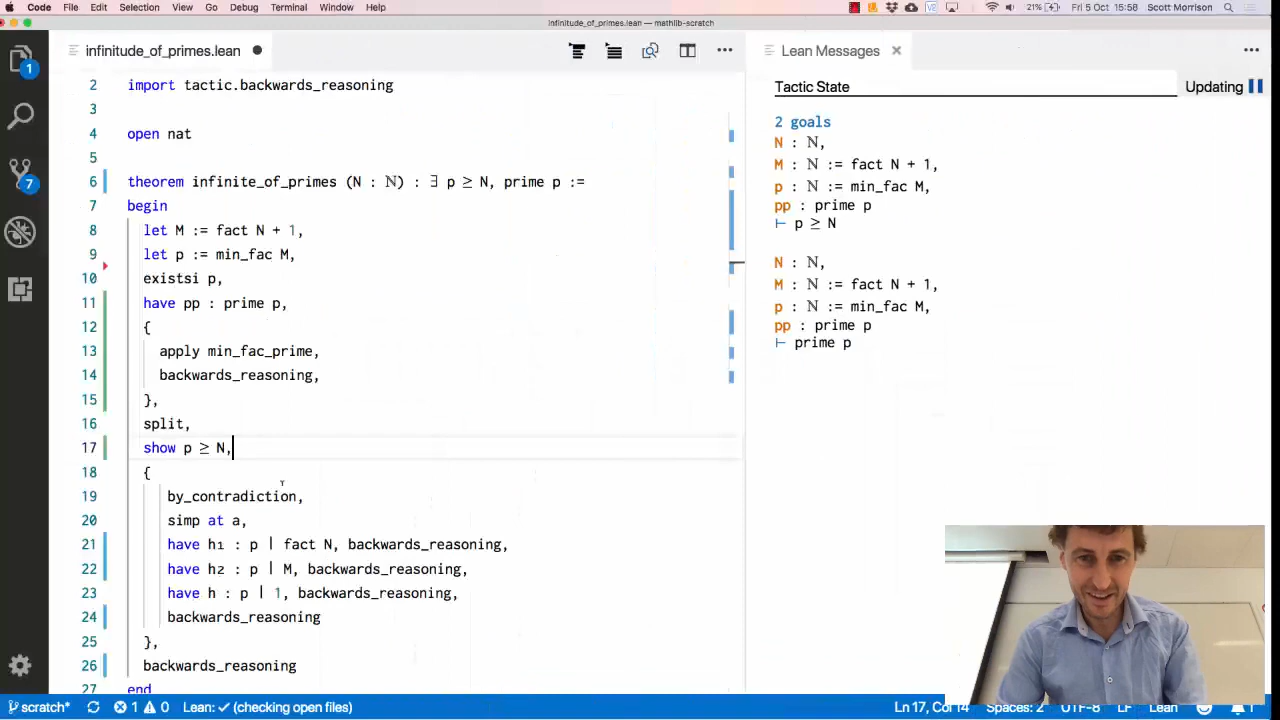 Code File Edit Selection View Go Debug Terminal Window Help 21% Fri 5 Oct 15:58 Scott Morrison
infinitude_of_primes.lean — mathlib-scratch
infinitude_of_primes.lean
Lean Messages
1
7
2 import tactic.backwards_reasoning
3
4 open nat
5
6 theorem infinite_of_primes (N : ℕ) : ∃ p ≥ N, prime p :=
7 begin
8 let M := fact N + 1,
9 let p := min_fac M,
10 existsi p,
11 have pp : prime p,
12 {
13 apply min_fac_prime,
14 backwards_reasoning,
15 },
16 split,
17 show p ≥ N,
18 {
19 by_contradiction,
20 simp at a,
21 have h₁ : p ∣ fact N, backwards_reasoning,
22 have h₂ : p ∣ M, backwards_reasoning,
23 have h : p ∣ 1, backwards_reasoning,
24 backwards_reasoning
25 },
26 backwards_reasoning
27 end
Tactic State
Updating
2 goals
N : ℕ,
M : ℕ := fact N + 1,
p : ℕ := min_fac M,
pp : prime p
⊢ p ≥ N
N : ℕ,
M : ℕ := fact N + 1,
p : ℕ := min_fac M,
pp : prime p
⊢ prime p
scratch* 1 0 Lean: ✓ (checking open files) Ln 17, Col 14 Spaces: 2 UTF-8 LF Lean 1